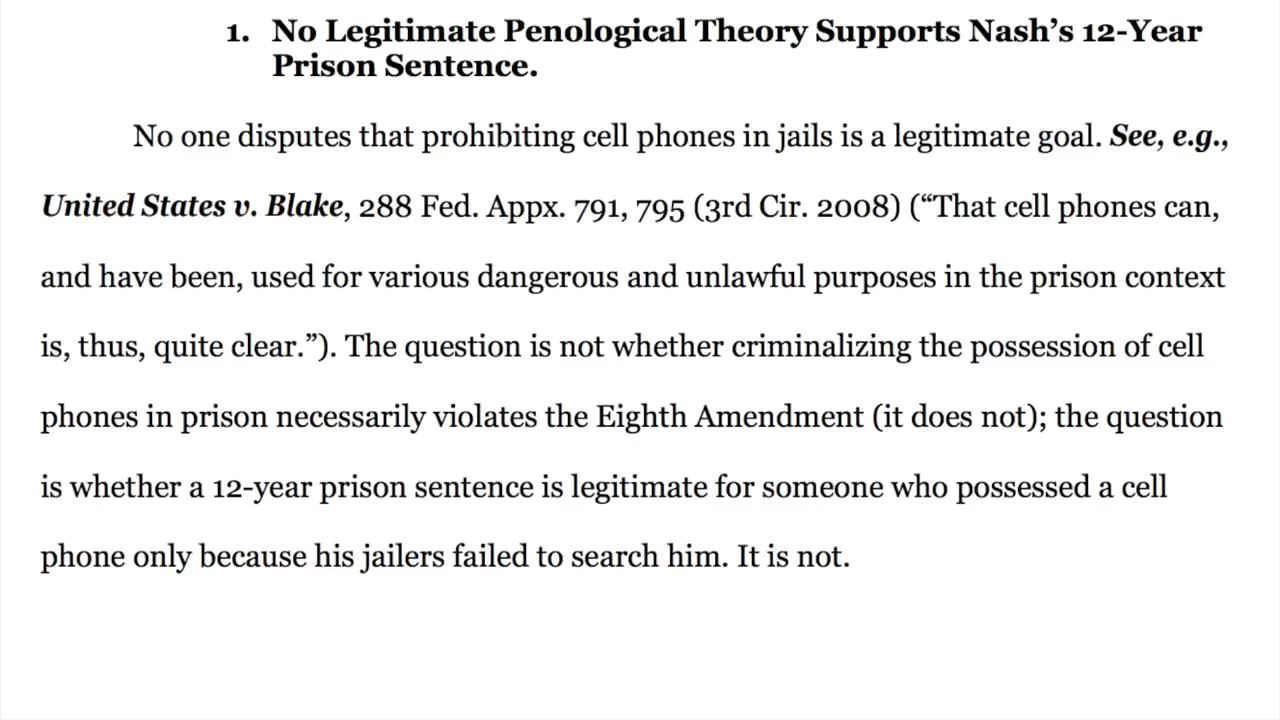 1. No Legitimate Penological Theory Supports Nash’s 12-Year
Prison Sentence.
No one disputes that prohibiting cell phones in jails is a legitimate goal. See, e.g.,
United States v. Blake, 288 Fed. Appx. 791, 795 (3rd Cir. 2008) (“That cell phones can,
and have been, used for various dangerous and unlawful purposes in the prison context
is, thus, quite clear.”). The question is not whether criminalizing the possession of cell
phones in prison necessarily violates the Eighth Amendment (it does not); the question
is whether a 12-year prison sentence is legitimate for someone who possessed a cell
phone only because his jailers failed to search him. It is not.